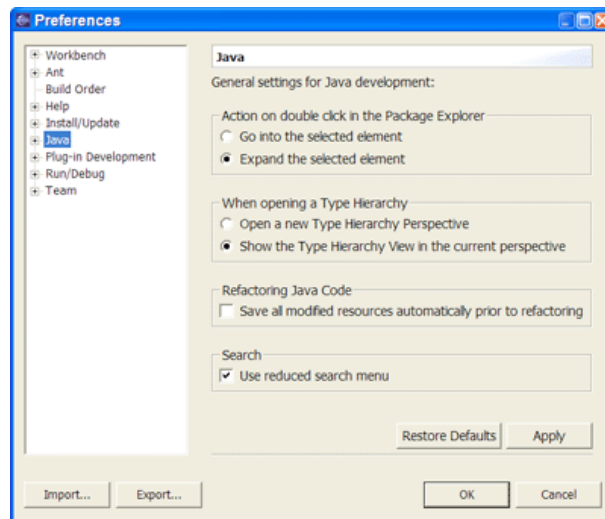 Preferences
Workbench
Ant
Build Order
Help
Install/Update
Java
Plug-in Development
Run/Debug
Team
Java
General settings for Java development:
Action on double click in the Package Explorer
Go into the selected element
Expand the selected element
When opening a Type Hierarchy
Open a new Type Hierarchy Perspective
Show the Type Hierarchy View in the current perspective
Refactoring Java Code
Save all modified resources automatically prior to refactoring
Search
Use reduced search menu
Restore Defaults Apply
Import... Export... OK Cancel